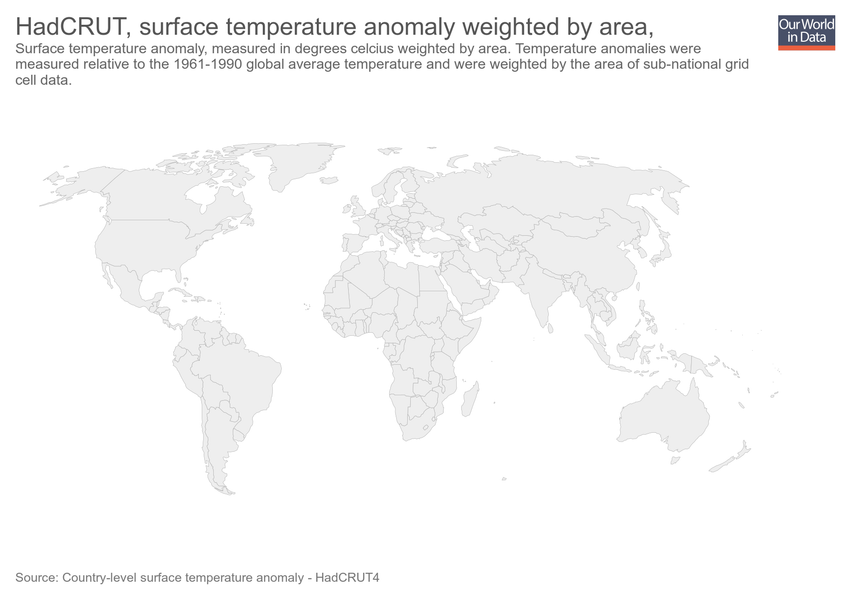 HadCRUT, surface temperature anomaly weighted by area,
Our World
in Data
Surface temperature anomaly, measured in degrees celcius weighted by area. Temperature anomalies were
measured relative to the 1961-1990 global average temperature and were weighted by the area of sub-national grid
cell data.
Source: Country-level surface temperature anomaly - HadCRUT4